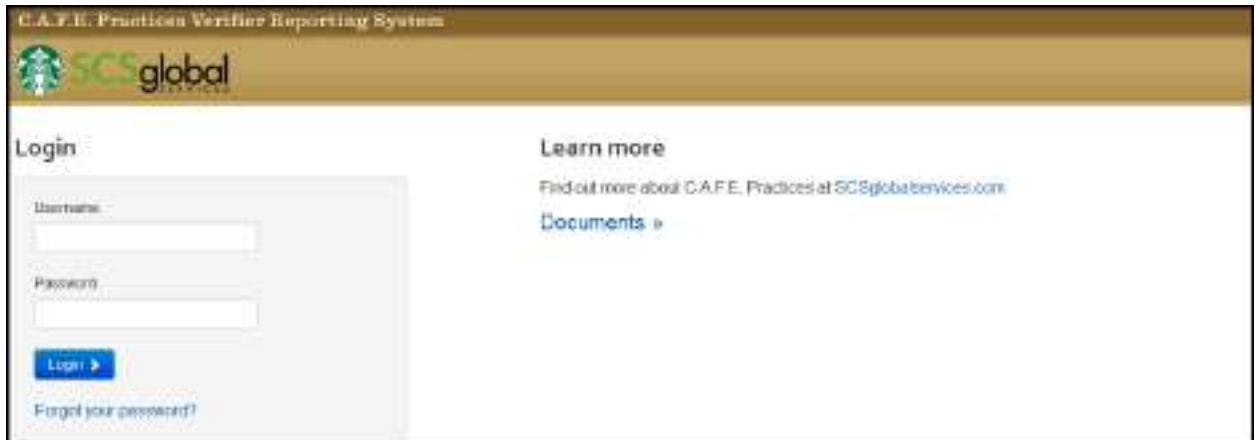 C.A.F.E. Practices Verifier Reporting System
SCSglobal
SERVICES
Login
Username
Password
Login
Forgot your password?
Learn more
Find out more about C.A.F.E. Practices at SCSglobalservices.com
Documents »